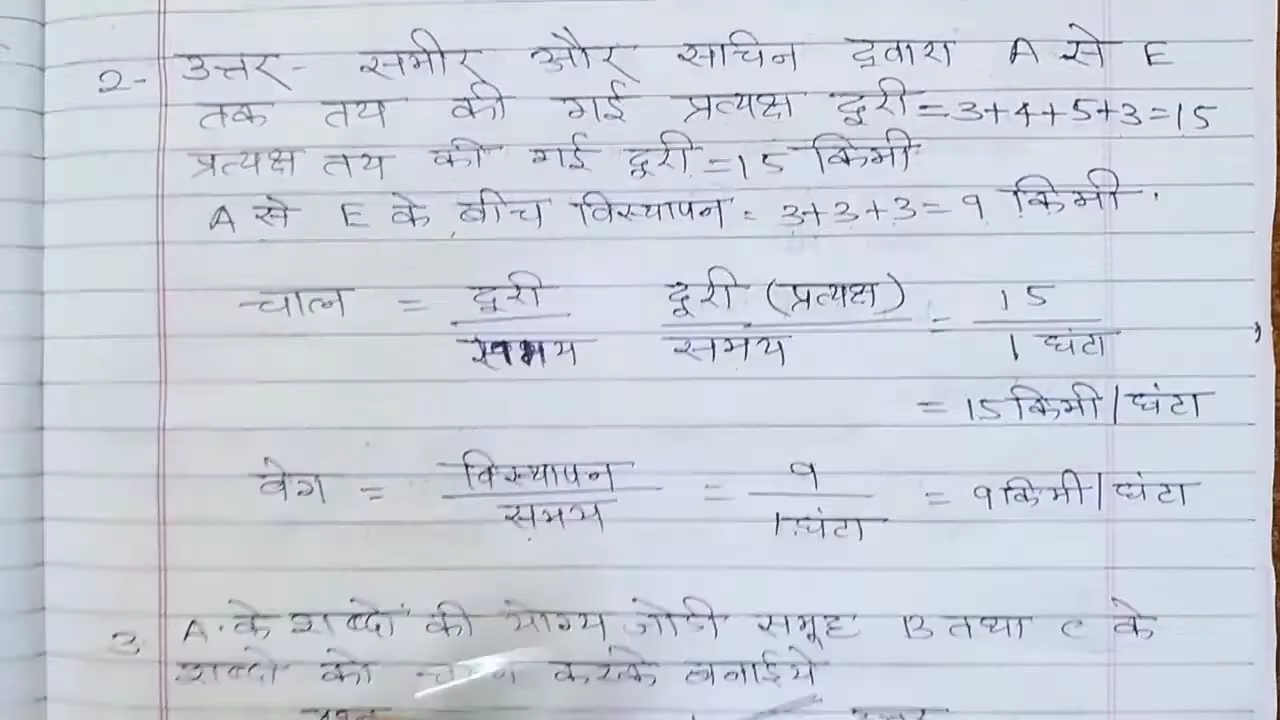 2- उत्तर- समीर और सचिन द्वारा A से E
तक तय की गई प्रत्यक्ष दूरी = 3+4+5+3=15
प्रत्यक्ष तय की गई दूरी = 15 किमी
A से E के बीच विस्थापन = 3+3+3= 9 किमी.
चाल = दूरी / समय दूरी (प्रत्यक्ष) / समय = 15 / 1 घंटा
= 15 किमी / घंटा
वेग = विस्थापन / समय = 9 / 1 घंटा = 9 किमी / घंटा
3. A. के शब्दों की योग्य जोडी समूह B तथा C के
शब्दो को चयन करके बनाईये